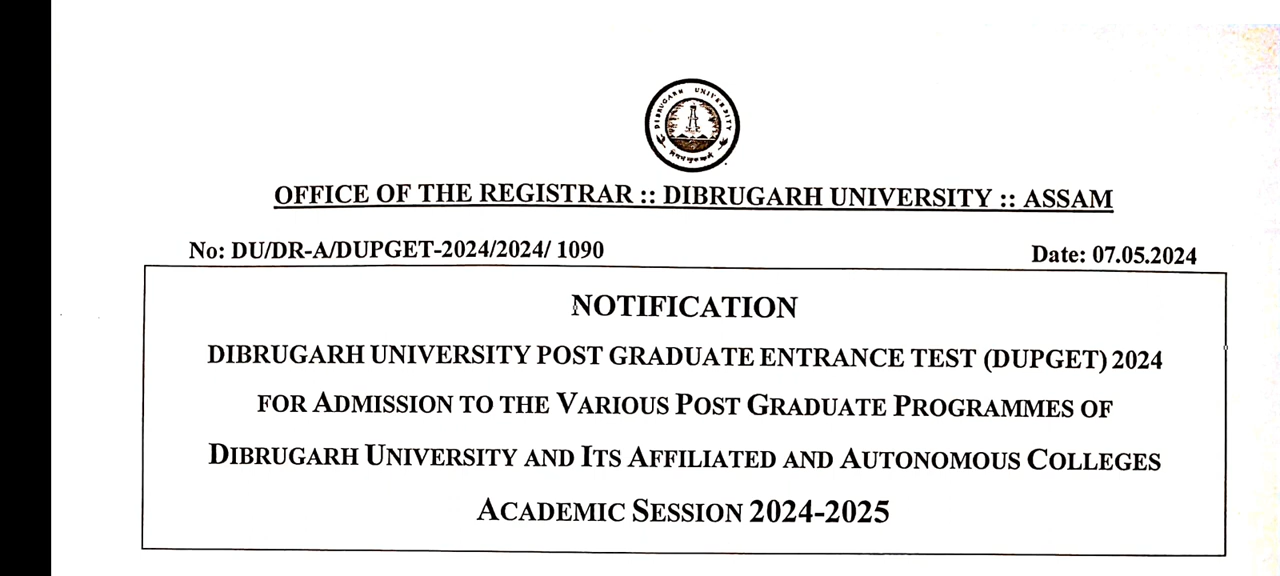 DIBRUGARH UNIVERSITY
OFFICE OF THE REGISTRAR :: DIBRUGARH UNIVERSITY :: ASSAM
No: DU/DR-A/DUPGET-2024/2024/ 1090
Date: 07.05.2024
NOTIFICATION
DIBRUGARH UNIVERSITY POST GRADUATE ENTRANCE TEST (DUPGET) 2024
FOR ADMISSION TO THE VARIOUS POST GRADUATE PROGRAMMES OF
DIBRUGARH UNIVERSITY AND ITS AFFILIATED AND AUTONOMOUS COLLEGES
ACADEMIC SESSION 2024-2025